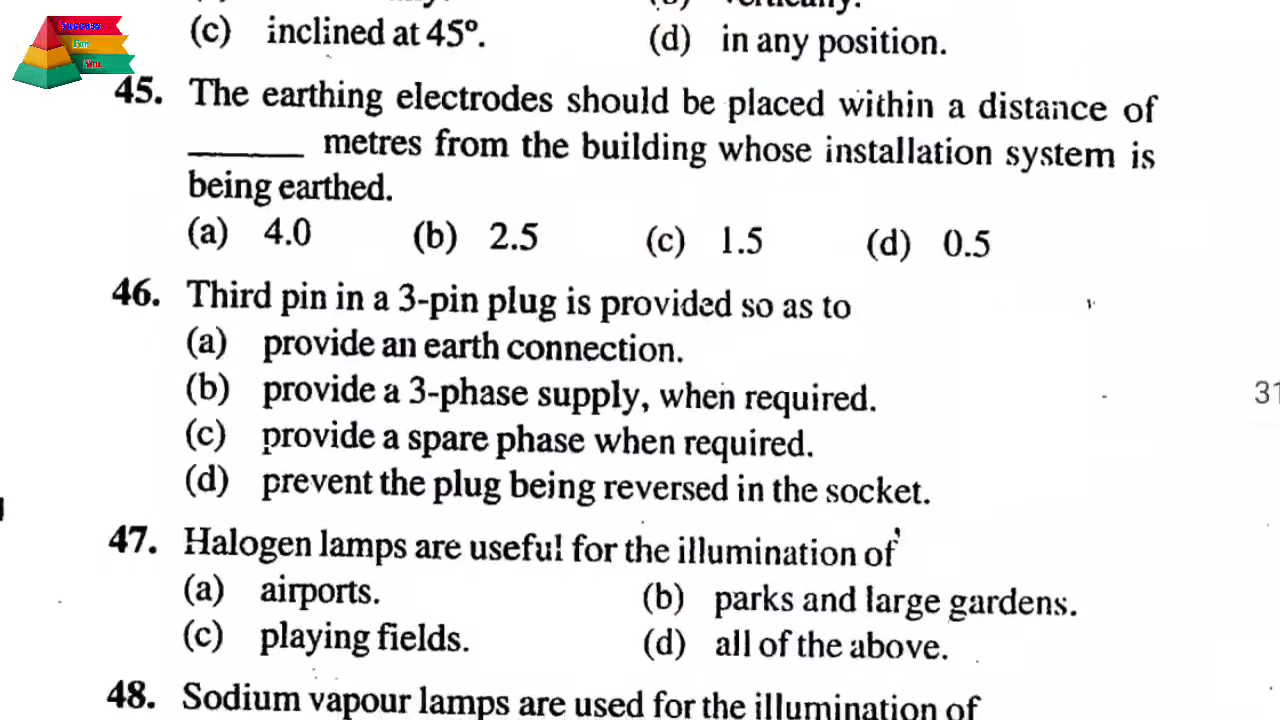 Success
For
You
(c) inclined at 45º.
(d) in any position.
45. The earthing electrodes should be placed within a distance of
______ metres from the building whose installation system is
being earthed.
(a) 4.0 (b) 2.5 (c) 1.5 (d) 0.5
46. Third pin in a 3-pin plug is provided so as to
(a) provide an earth connection.
(b) provide a 3-phase supply, when required.
31
(c) provide a spare phase when required.
(d) prevent the plug being reversed in the socket.
47. Halogen lamps are useful for the illumination of
(a) airports. (b) parks and large gardens.
(c) playing fields. (d) all of the above.
48. Sodium vapour lamps are used for the illumination of